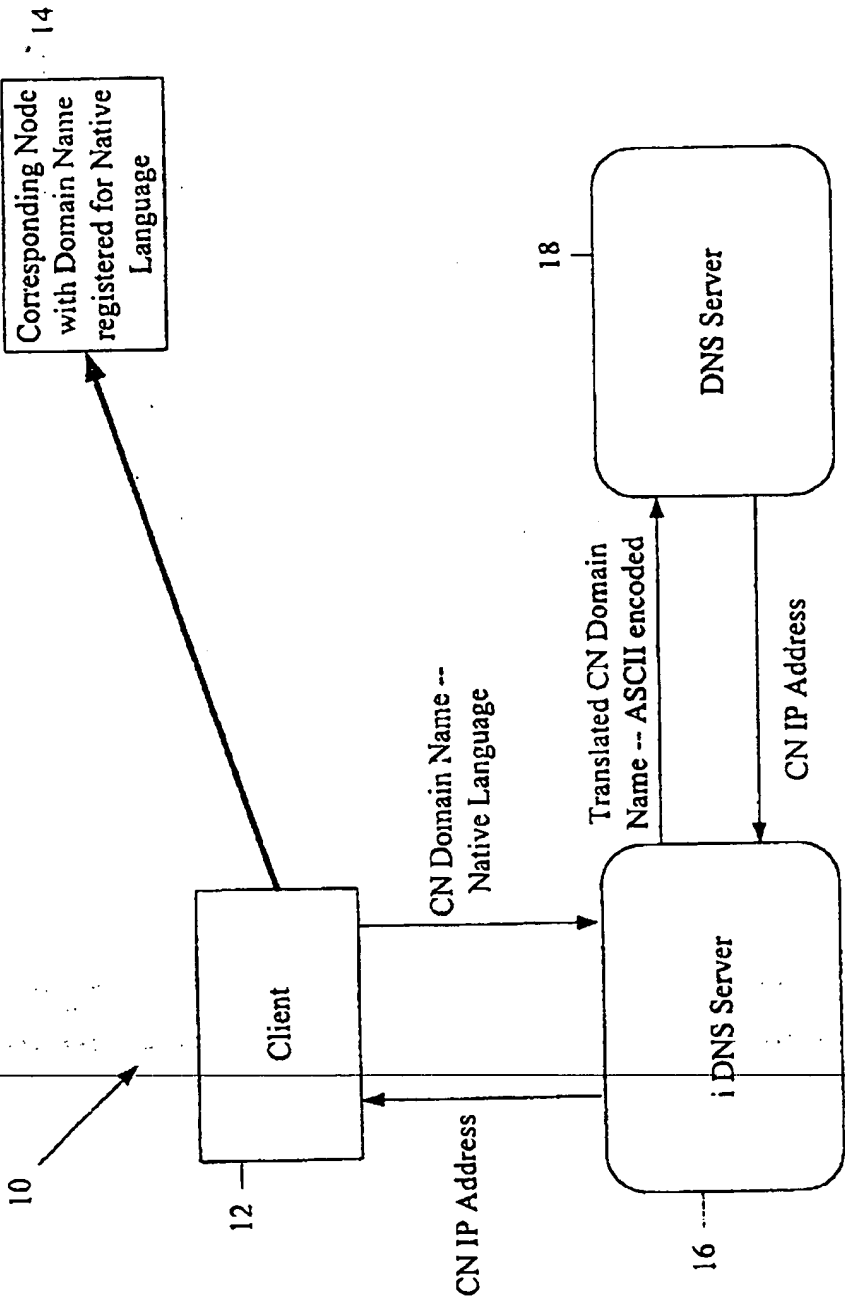 10
12
Client
Corresponding Node
with Domain Name
registered for Native
Language
14
CN IP Address
CN Domain Name --
Native Language
16
i DNS Server
Translated CN Domain
Name -- ASCII encoded
CN IP Address
18
DNS Server